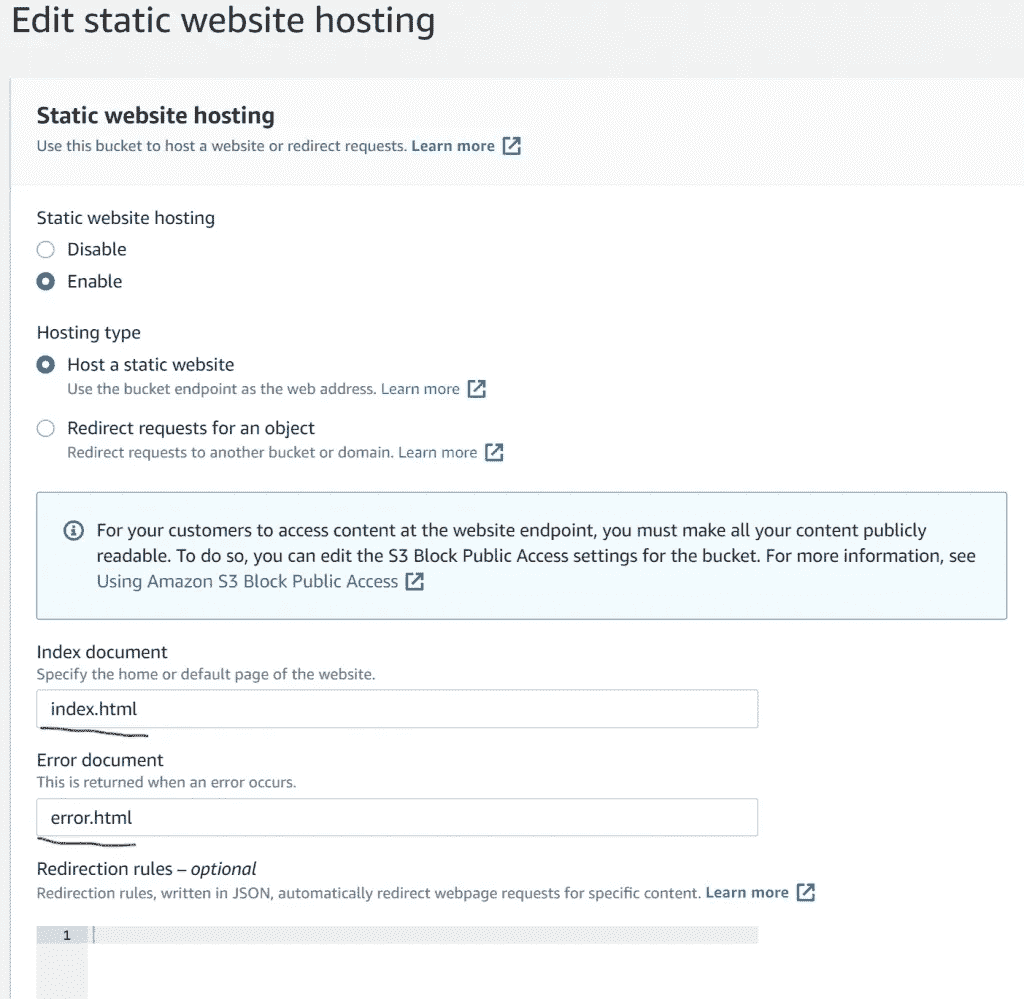 Edit static website hosting
Static website hosting
Use this bucket to host a website or redirect requests. Learn more
Static website hosting
Disable
Enable
Hosting type
Host a static website
Use the bucket endpoint as the web address. Learn more
Redirect requests for an object
Redirect requests to another bucket or domain. Learn more
For your customers to access content at the website endpoint, you must make all your content publicly
readable. To do so, you can edit the S3 Block Public Access settings for the bucket. For more information, see
Using Amazon S3 Block Public Access
Index document
Specify the home or default page of the website.
index.html
Error document
This is returned when an error occurs.
error.html
Redirection rules – optional
Redirection rules, written in JSON, automatically redirect webpage requests for specific content. Learn more
1